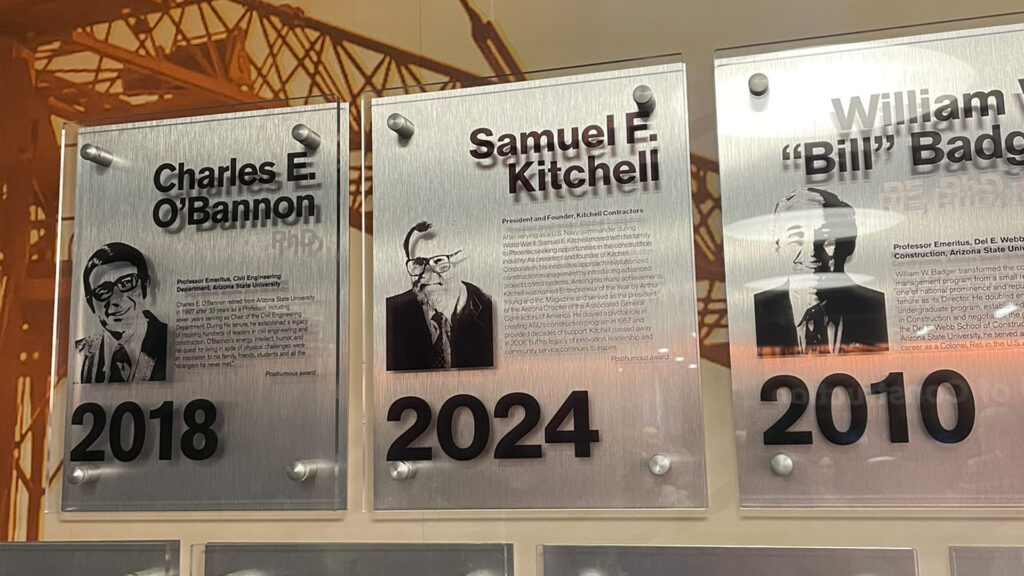 Charles E.
O'Bannon
PhD,
Professor Emeritus, Civil Engineering
Department, Arizona State University
Charles E. O'Bannon retired from Arizona State University
in 1997 after 33 years as a Professor, including
seven years serving as Chair of the Civil Engineering
Department. During his tenure, he established a legacy
inspiring hundreds of leaders in civil engineering and
construction. O'Bannon's energy, intellect, humor, and
his quest for living in spite of physical challenges were
an inspiration to his family, friends, students and all the
"strangers he never met."
Posthumous award
2018
Samuel F.
Kitchell
President and Founder, Kitchell Contractors
After serving as a U.S. Navy commander during
World War II, Samuel F. Kitchell moved with his family
to Phoenix, seeking opportunities in the construction
industry. As president and founder of Kitchell
Corporation, his innovative approach revolutionized
construction management by introducing advanced
project control systems. Among his many achievements,
Kitchell was named Entrepreneur of the Year by Arthur
Young and Inc. Magazine and served as the president
of the Arizona Chapter of the Associated General
Contractors of America. He played a pivotal role in
creating ASU's construction program in 1957 and
provided decades of support. Kitchell passed away
in 2006 but his legacy of innovation, leadership and
community service continues to inspire.
Posthumous award
2024
William
"Bill" Badg
PE, PhD,
Professor Emeritus, Del E. Webb
Construction, Arizona State Univer
William W. Badger transformed the co
management program from a small r
one of national prominence and repu
tenure as its Director. He doubl
undergraduate program,
Construction and negotia
the Del E. Webb School of Constru
Arizona State University, he served a
career as a Colonel, Ret. in the U.S. A
2010